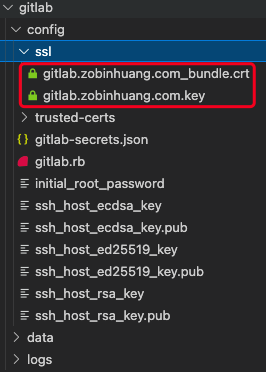 gitlab
config
ssl
gitlab.zobinhuang.com_bundle.crt
gitlab.zobinhuang.com.key
trusted-certs
gitlab-secrets.json
gitlab.rb
initial_root_password
ssh_host_ecdsa_key
ssh_host_ecdsa_key.pub
ssh_host_ed25519_key
ssh_host_ed25519_key.pub
ssh_host_rsa_key
ssh_host_rsa_key.pub
data
logs